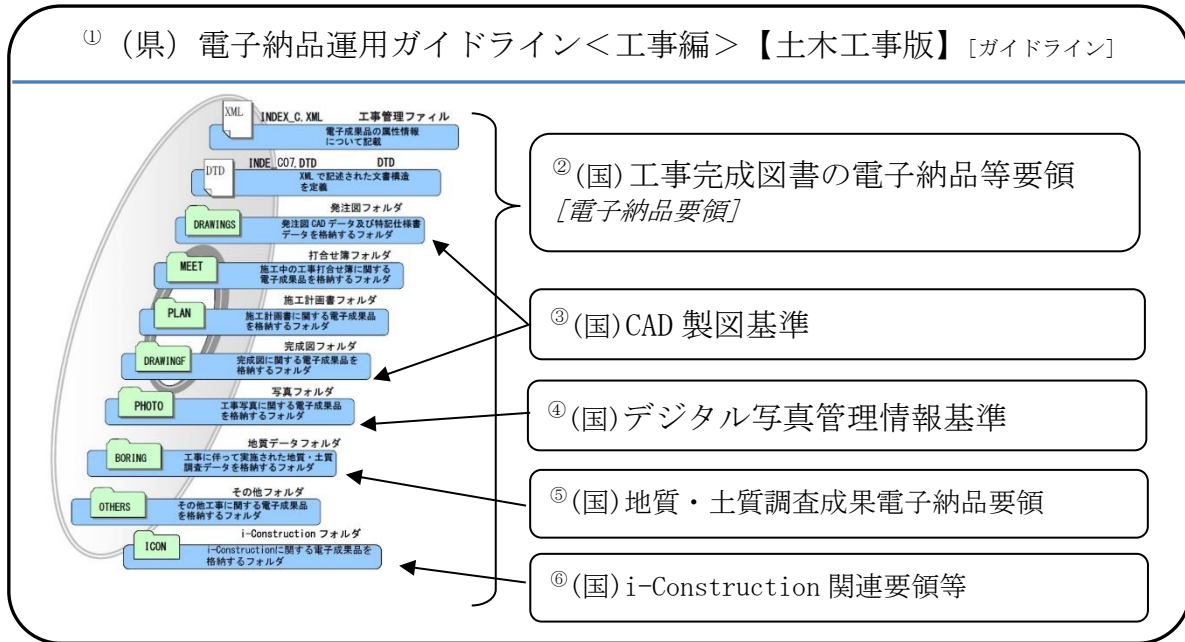 ①(県)電子納品運用ガイドライン＜工事編＞【土木工事版】[ガイドライン]
XML
INDEX_C.XML 工事管理ファイル
電子成果品の属性情報
について記載
DTD
INDE_C07.DTD DTD
XMLで記述された文書構造
を定義
発注図フォルダ
DRAWINGS
発注図CADデータ及び特記仕様書
データを格納するフォルダ
打合せ簿フォルダ
MEET
施工中の工事打合せ簿に関する
電子成果品を格納するフォルダ
施工計画書フォルダ
PLAN
施工計画書に関する電子成果品
を格納するフォルダ
完成図フォルダ
DRAWINGF
完成図に関する電子成果品を
格納するフォルダ
写真フォルダ
PHOTO
工事写真に関する電子成果品
を格納するフォルダ
地質データフォルダ
BORING
工事に伴って実施された地質・土質
調査データを格納するフォルダ
その他フォルダ
OTHERS
その他工事に関する電子成果品
を格納するフォルダ
i-Constructionフォルダ
ICON
i-Constructionに関する電子成果品を
格納するフォルダ
②(国)工事完成図書の電子納品等要領
[電子納品要領]
③(国)CAD製図基準
④(国)デジタル写真管理情報基準
⑤(国)地質・土質調査成果電子納品要領
⑥(国)i-Construction関連要領等